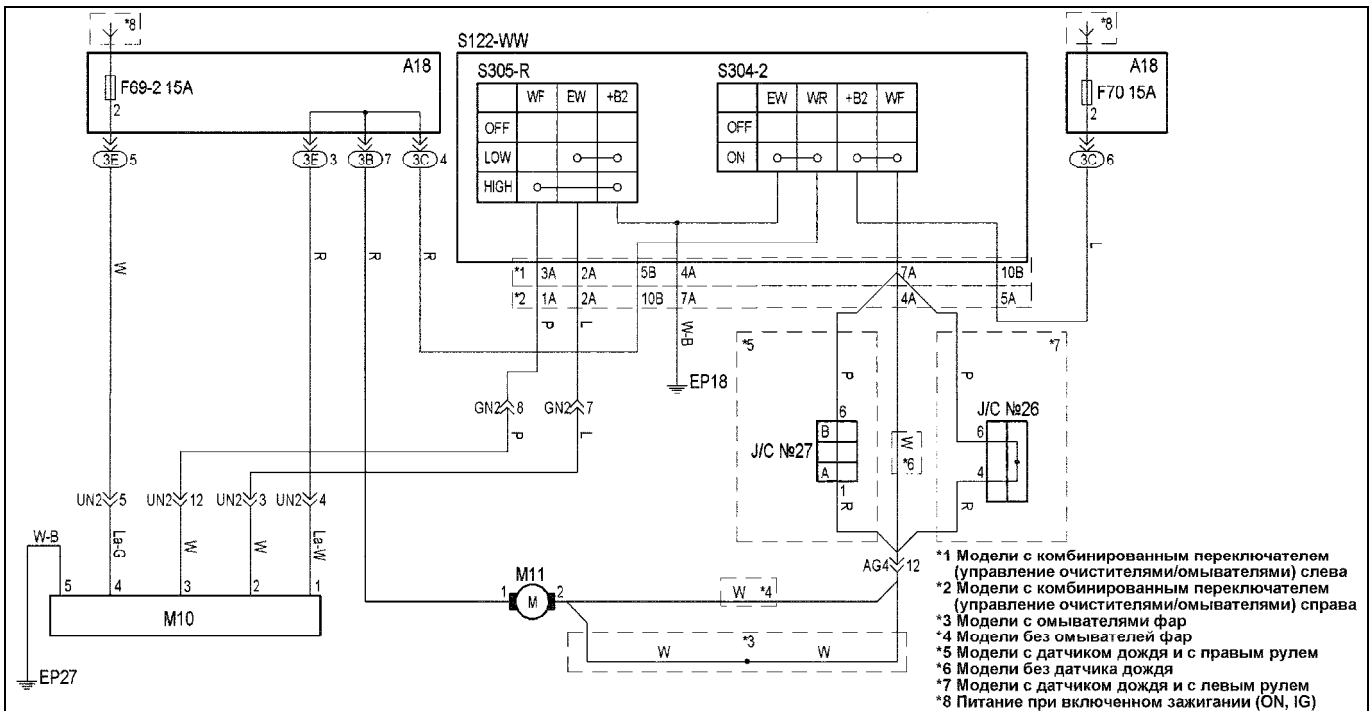 *8
*8
S122-WW
A18
A18
F69-2 15A
2
S305-R
WF EW +B2
OFF
LOW
HIGH
S304-2
EW WR +B2 WF
OFF
ON
F70 15A
2
3E 5
3E 3
3B 7
3C 4
3C 6
W
R
R
R
L
*1 3A 2A 5B 4A 7A 10B
*2 1A 2A 10B 7A 4A 5A
P
L
W-B
EP18
GN2 8
GN2 7
P
L
*5
*7
P
P
6
B
J/C №27
A
1
R
W
*6
J/C №26
6
4
R
UN2 5
UN2 12
UN2 3
UN2 4
W-B
La-G
W
W
La-W
5 4 3 2 1
M10
EP27
M11
1 M 2
AG4 12
W *4
*3
W W
*1 Модели с комбинированным переключателем
(управление очистителями/омывателями) слева
*2 Модели с комбинированным переключателем
(управление очистителями/омывателями) справа
*3 Модели с омывателями фар
*4 Модели без омывателей фар
*5 Модели с датчиком дождя и с правым рулем
*6 Модели без датчика дождя
*7 Модели с датчиком дождя и с левым рулем
*8 Питание при включенном зажигании (ON, IG)